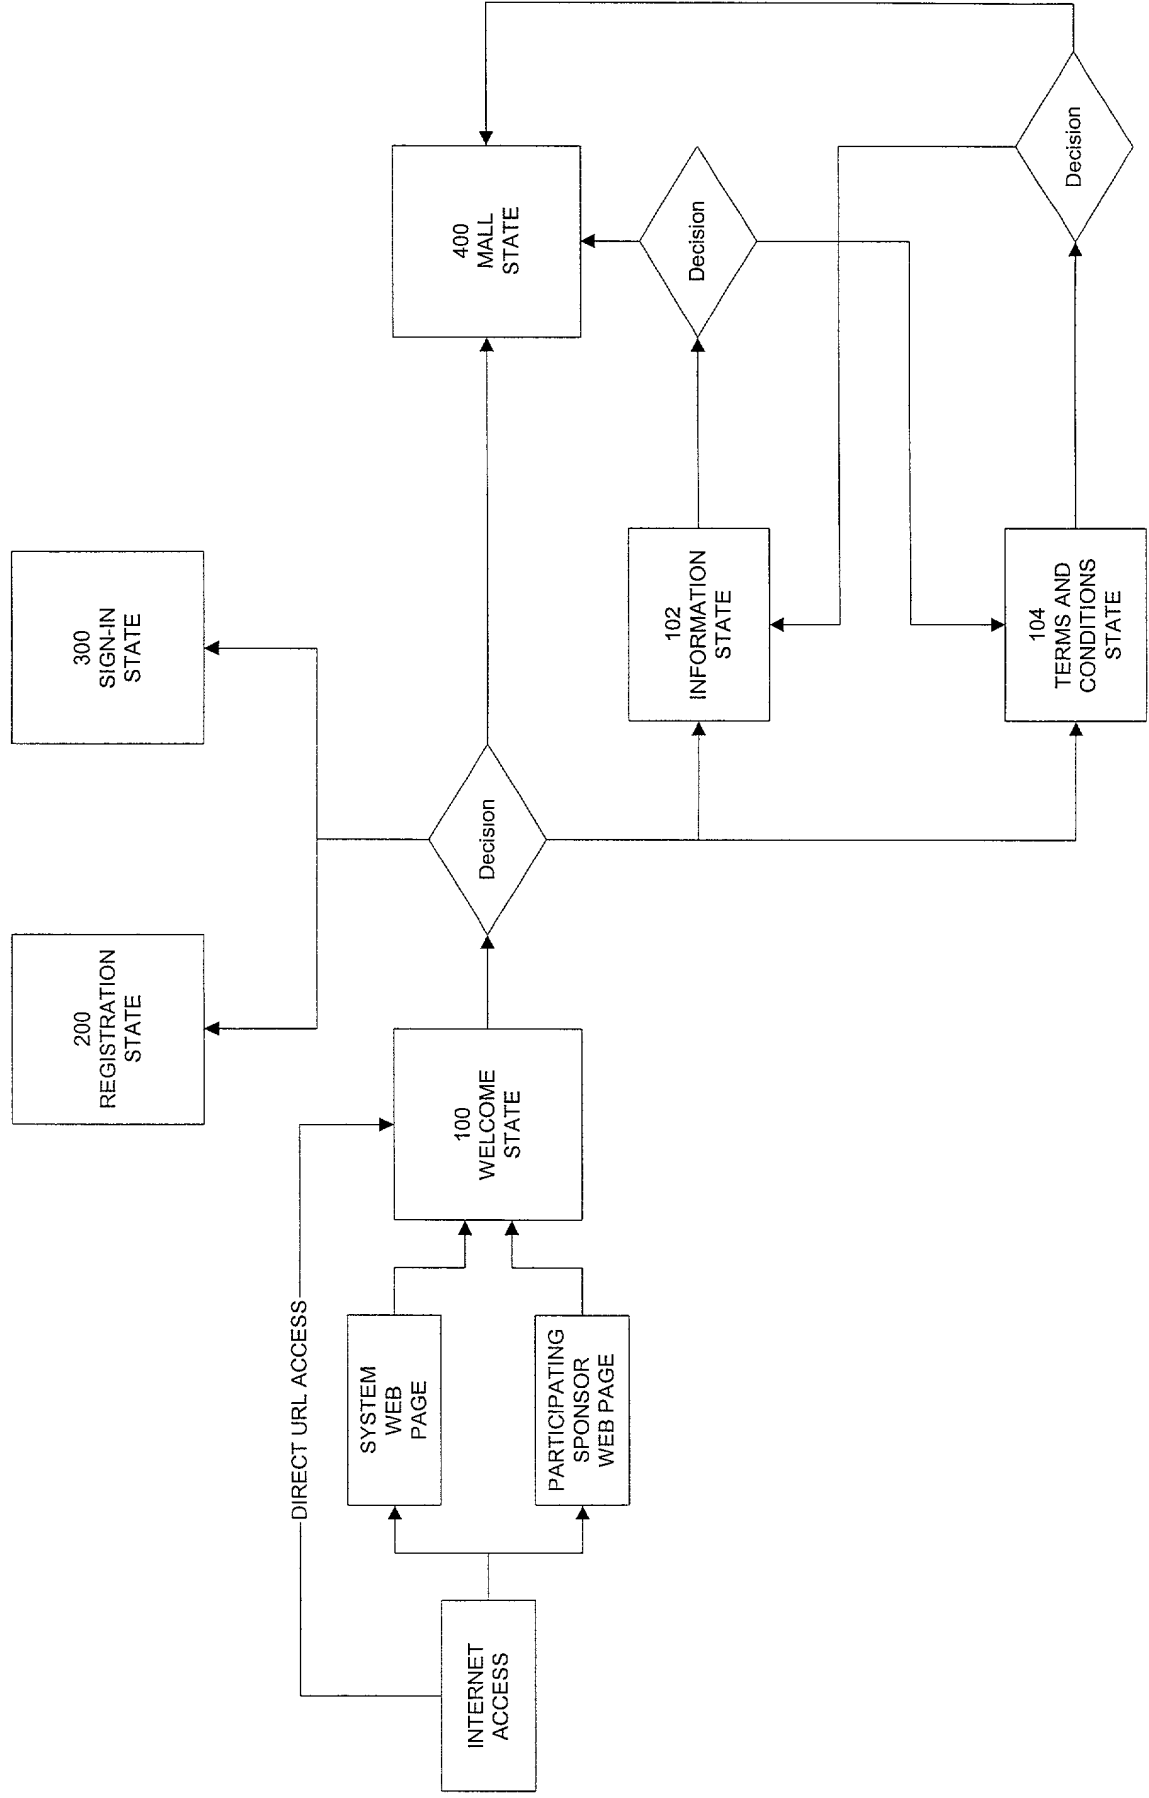 INTERNET
ACCESS
DIRECT URL ACCESS
SYSTEM
WEB
PAGE
PARTICIPATING
SPONSOR
WEB PAGE
100
WELCOME
STATE
Decision
200
REGISTRATION
STATE
300
SIGN-IN
STATE
400
MALL
STATE
102
INFORMATION
STATE
Decision
104
TERMS AND
CONDITIONS
STATE
Decision